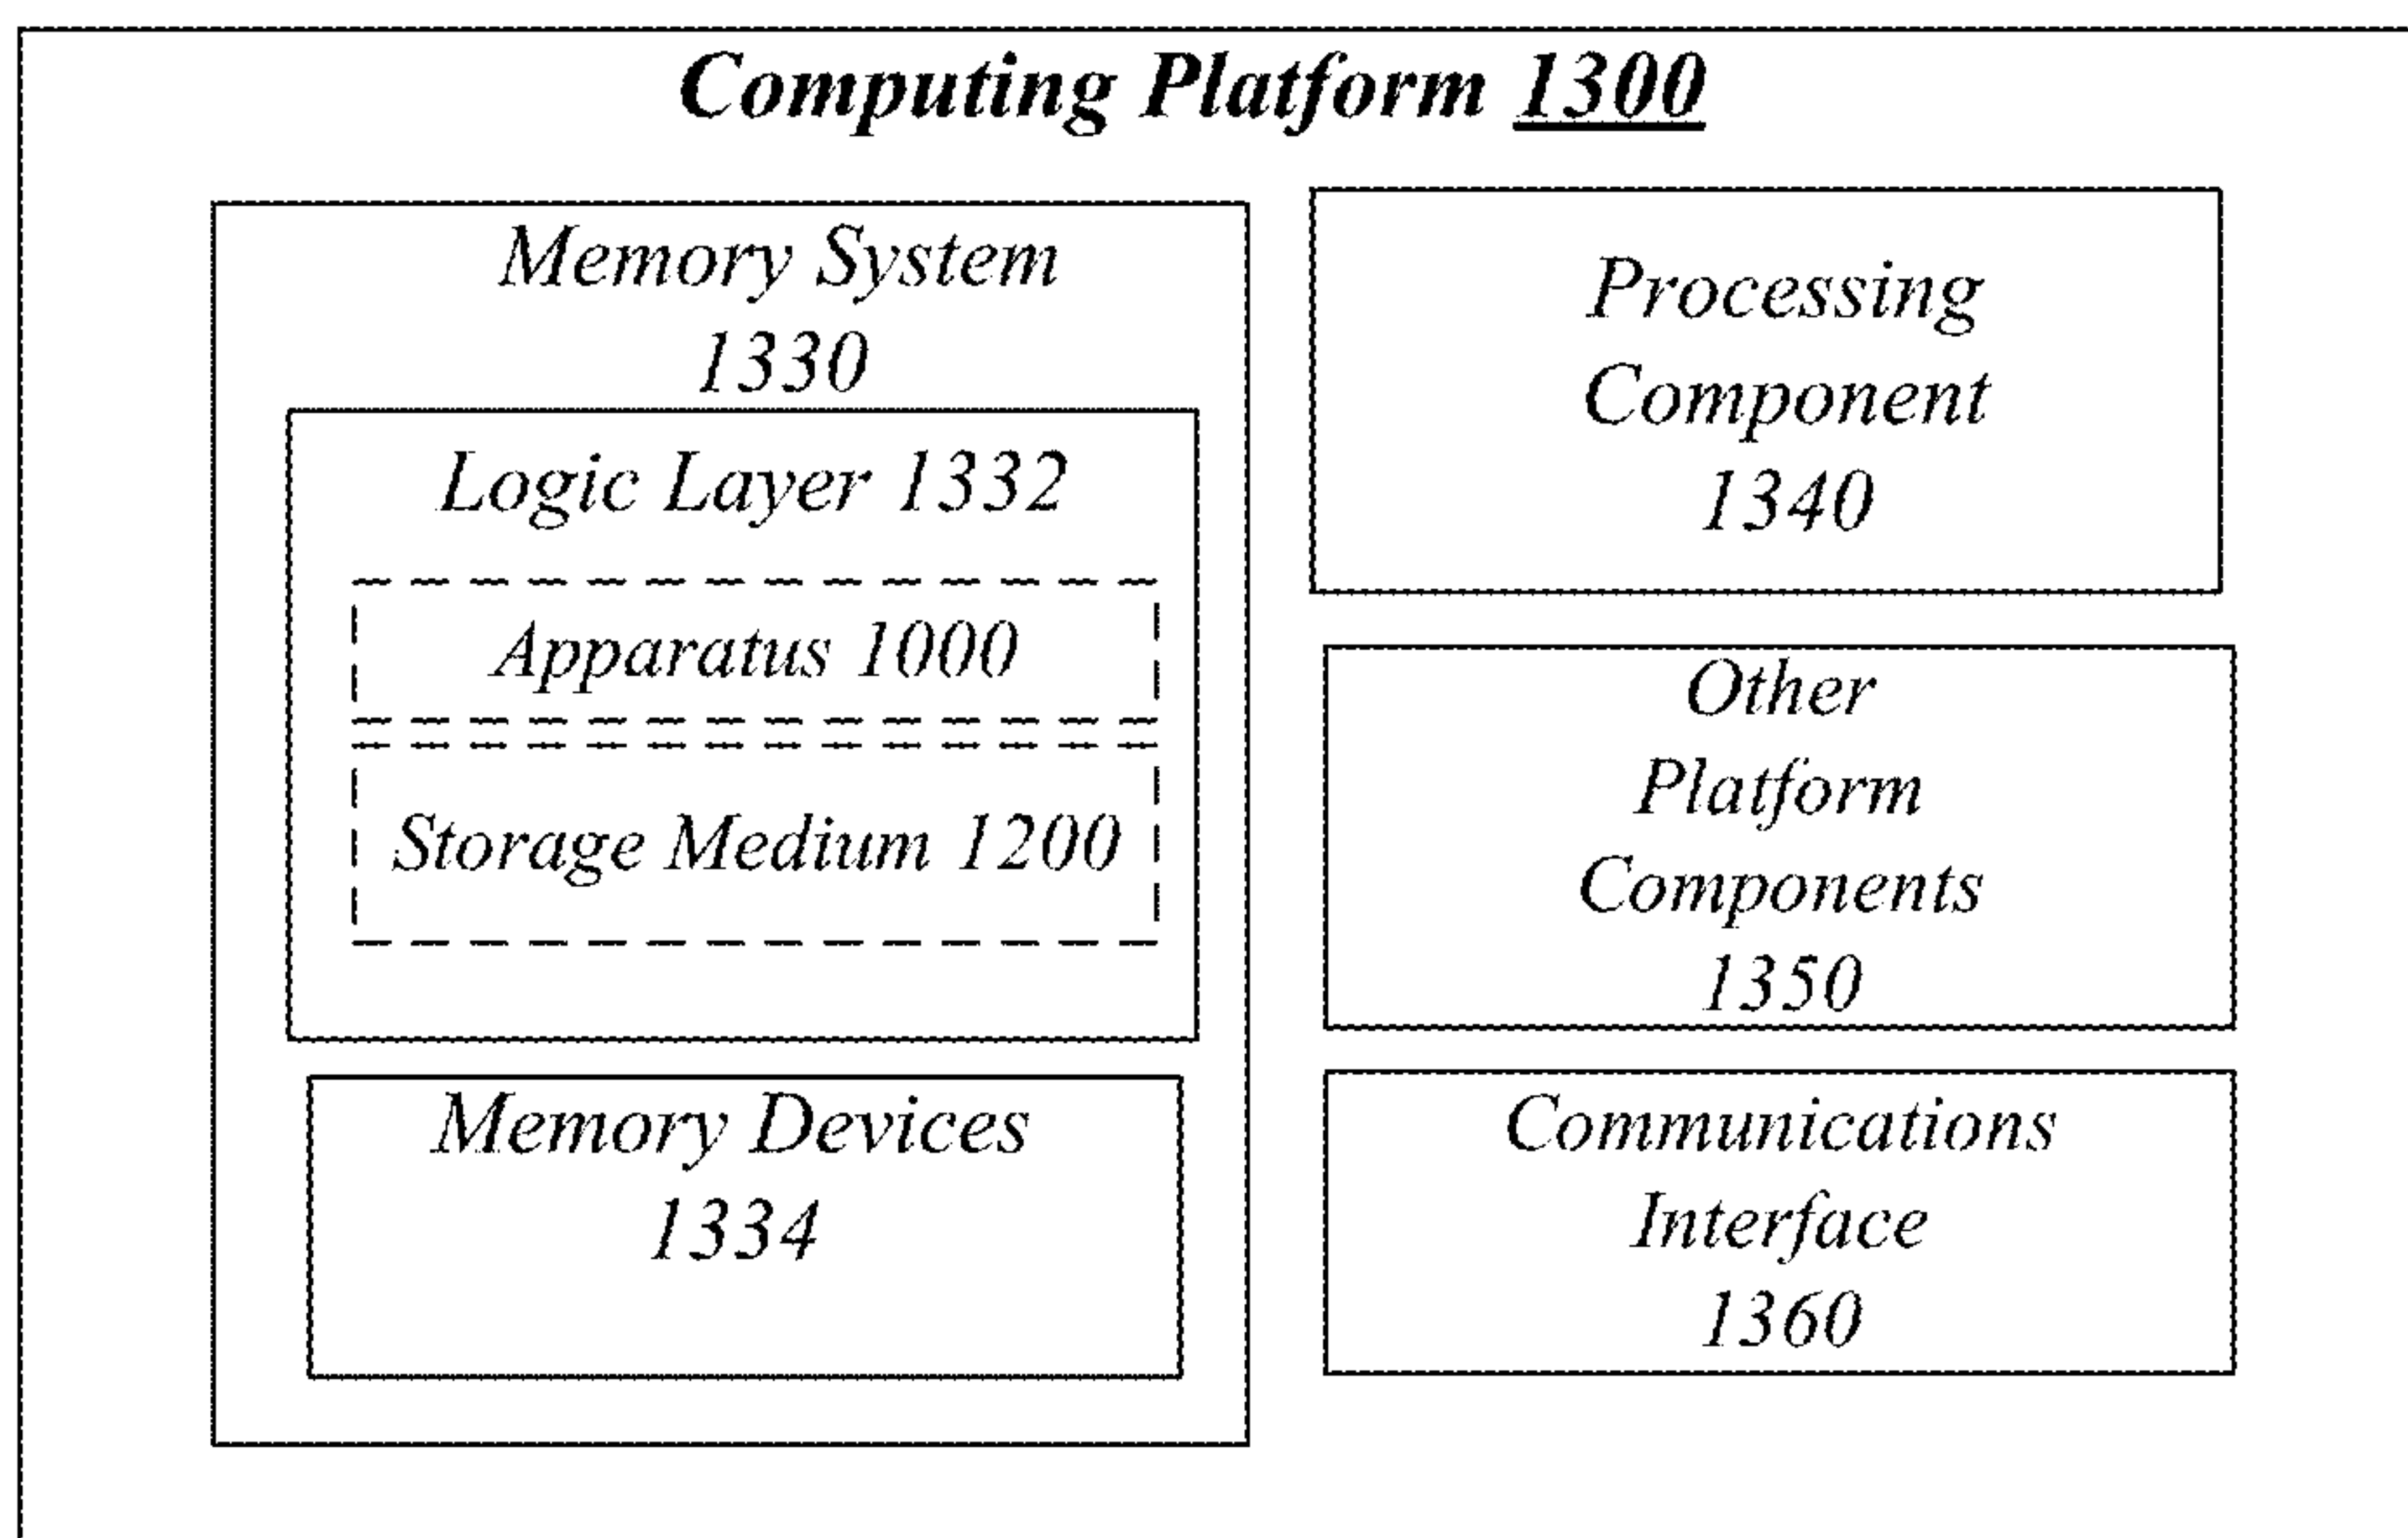 Computing Platform 1300
Memory System
1330
Logic Layer 1332
Apparatus 1000
Storage Medium 1200
Memory Devices
1334
Processing
Component
1340
Other
Platform
Components
1350
Communications
Interface
1360